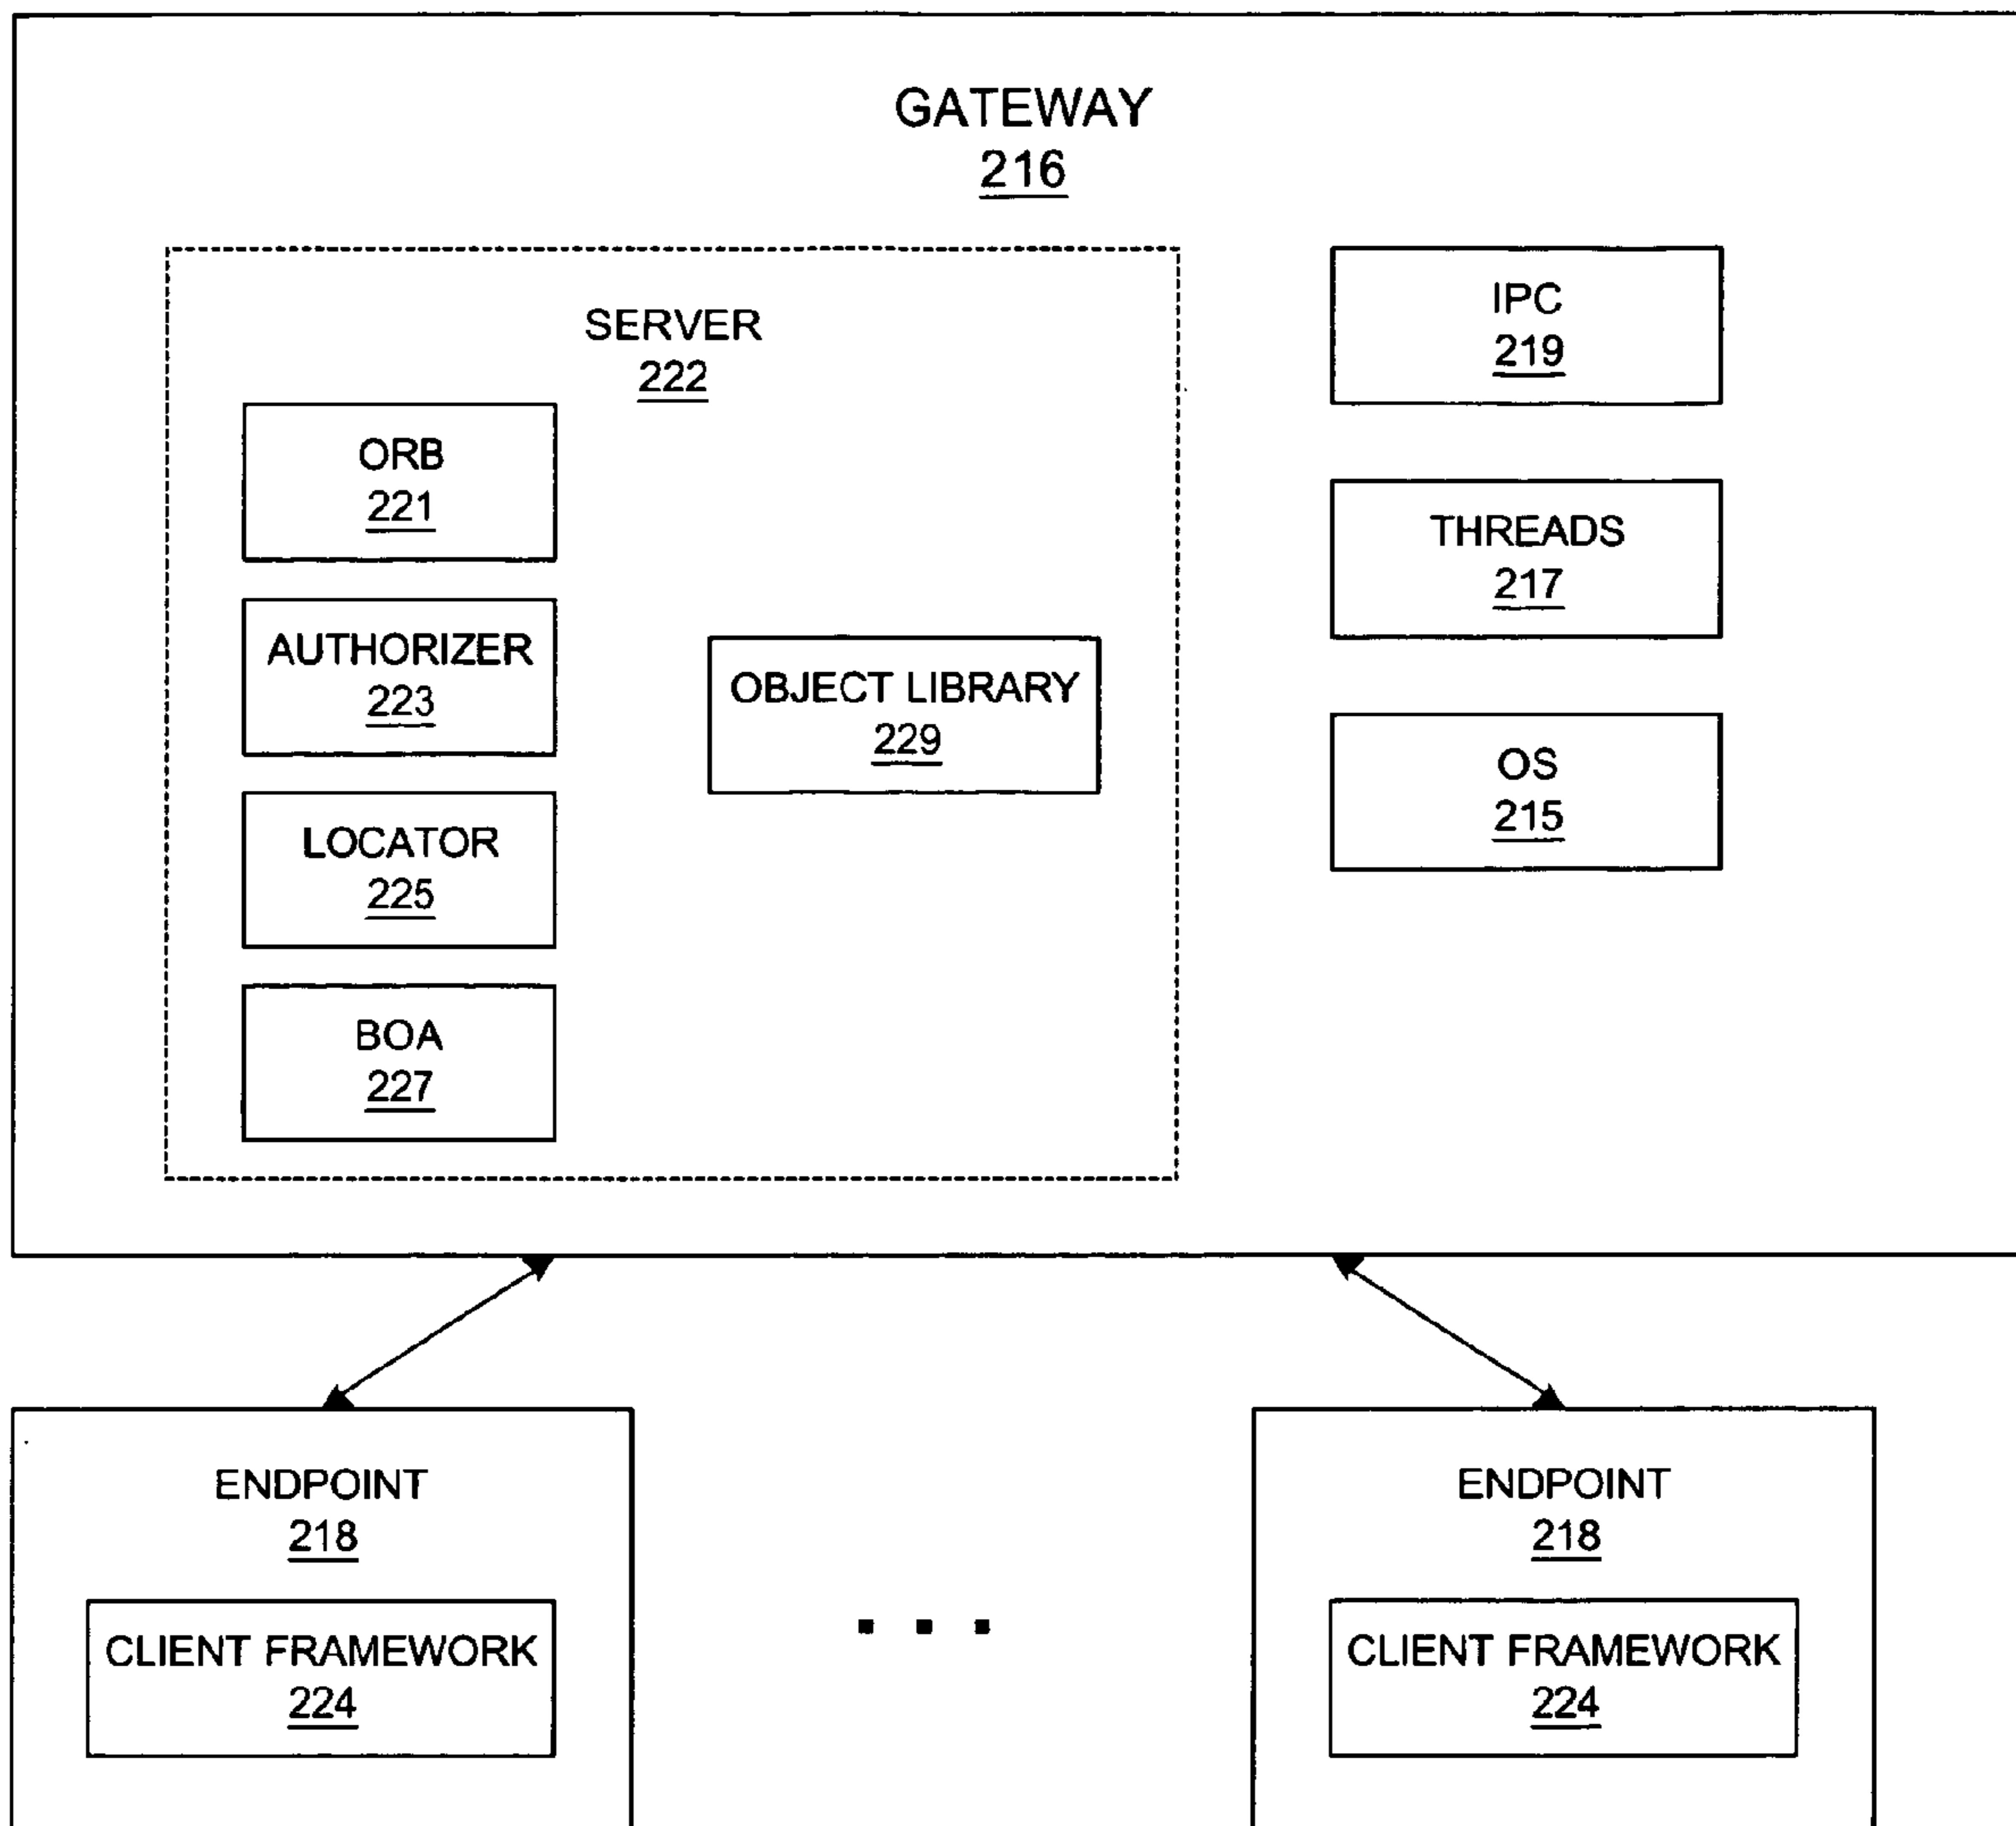 GATEWAY
216
SERVER
222
ORB
221
AUTHORIZER
223
LOCATOR
225
BOA
227
OBJECT LIBRARY
229
IPC
219
THREADS
217
OS
215
ENDPOINT
218
CLIENT FRAMEWORK
224
. . .
ENDPOINT
218
CLIENT FRAMEWORK
224